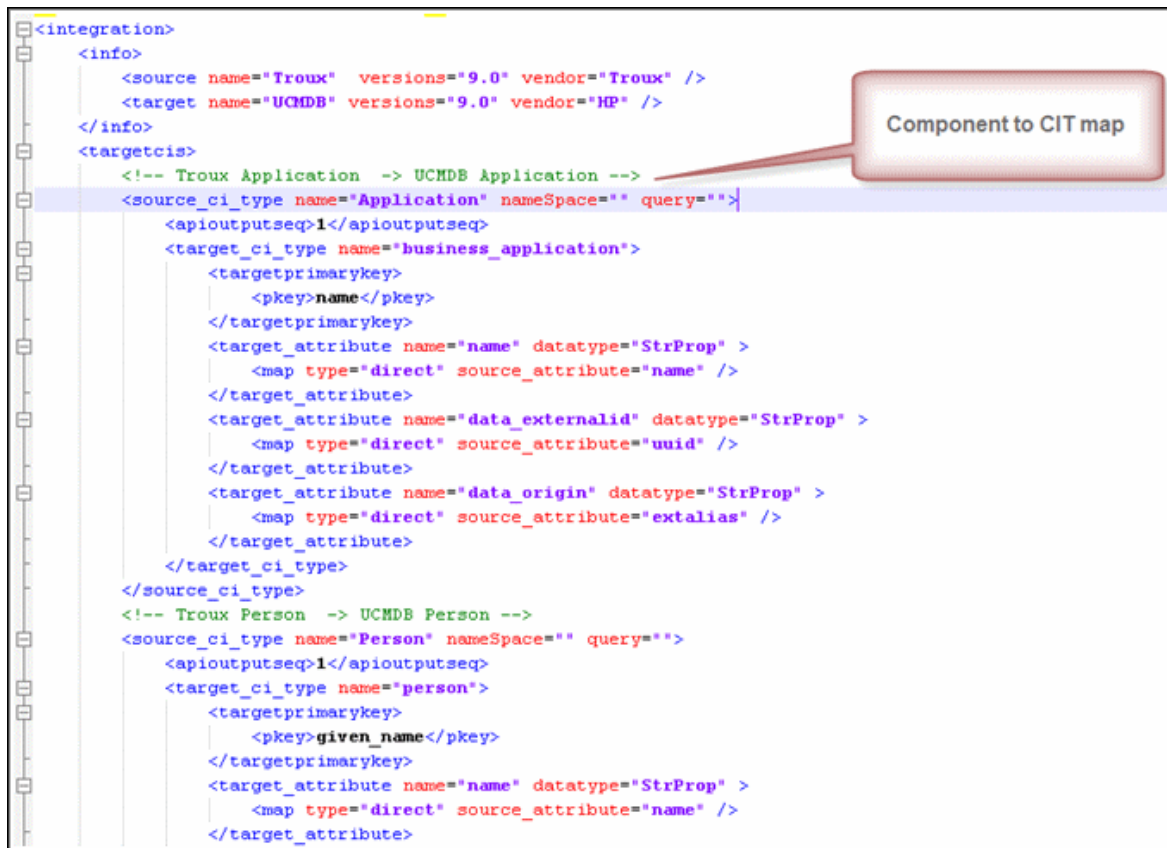 <integration>
<info>
<source name="Troux" versions="9.0" vendor="Troux" />
<target name="UCMDB" versions="9.0" vendor="HP" />
</info>
<targetcis>
Component to CIT map
<!-- Troux Application -> UCMDB Application -->
<source_ci_type name="Application" nameSpace="" query="">
<apioutputseq>1</apioutputseq>
<target_ci_type name="business_application">
<targetprimarykey>
<pkey>name</pkey>
</targetprimarykey>
<target_attribute name="name" datatype="StrProp" >
<map type="direct" source_attribute="name" />
</target_attribute>
<target_attribute name="data_externalid" datatype="StrProp" >
<map type="direct" source_attribute="uuid" />
</target_attribute>
<target_attribute name="data_origin" datatype="StrProp" >
<map type="direct" source_attribute="extalias" />
</target_attribute>
</target_ci_type>
</source_ci_type>
<!-- Troux Person -> UCMDB Person -->
<source_ci_type name="Person" nameSpace="" query="">
<apioutputseq>1</apioutputseq>
<target_ci_type name="person">
<targetprimarykey>
<pkey>given_name</pkey>
</targetprimarykey>
<target_attribute name="name" datatype="StrProp" >
<map type="direct" source_attribute="name" />
</target_attribute>